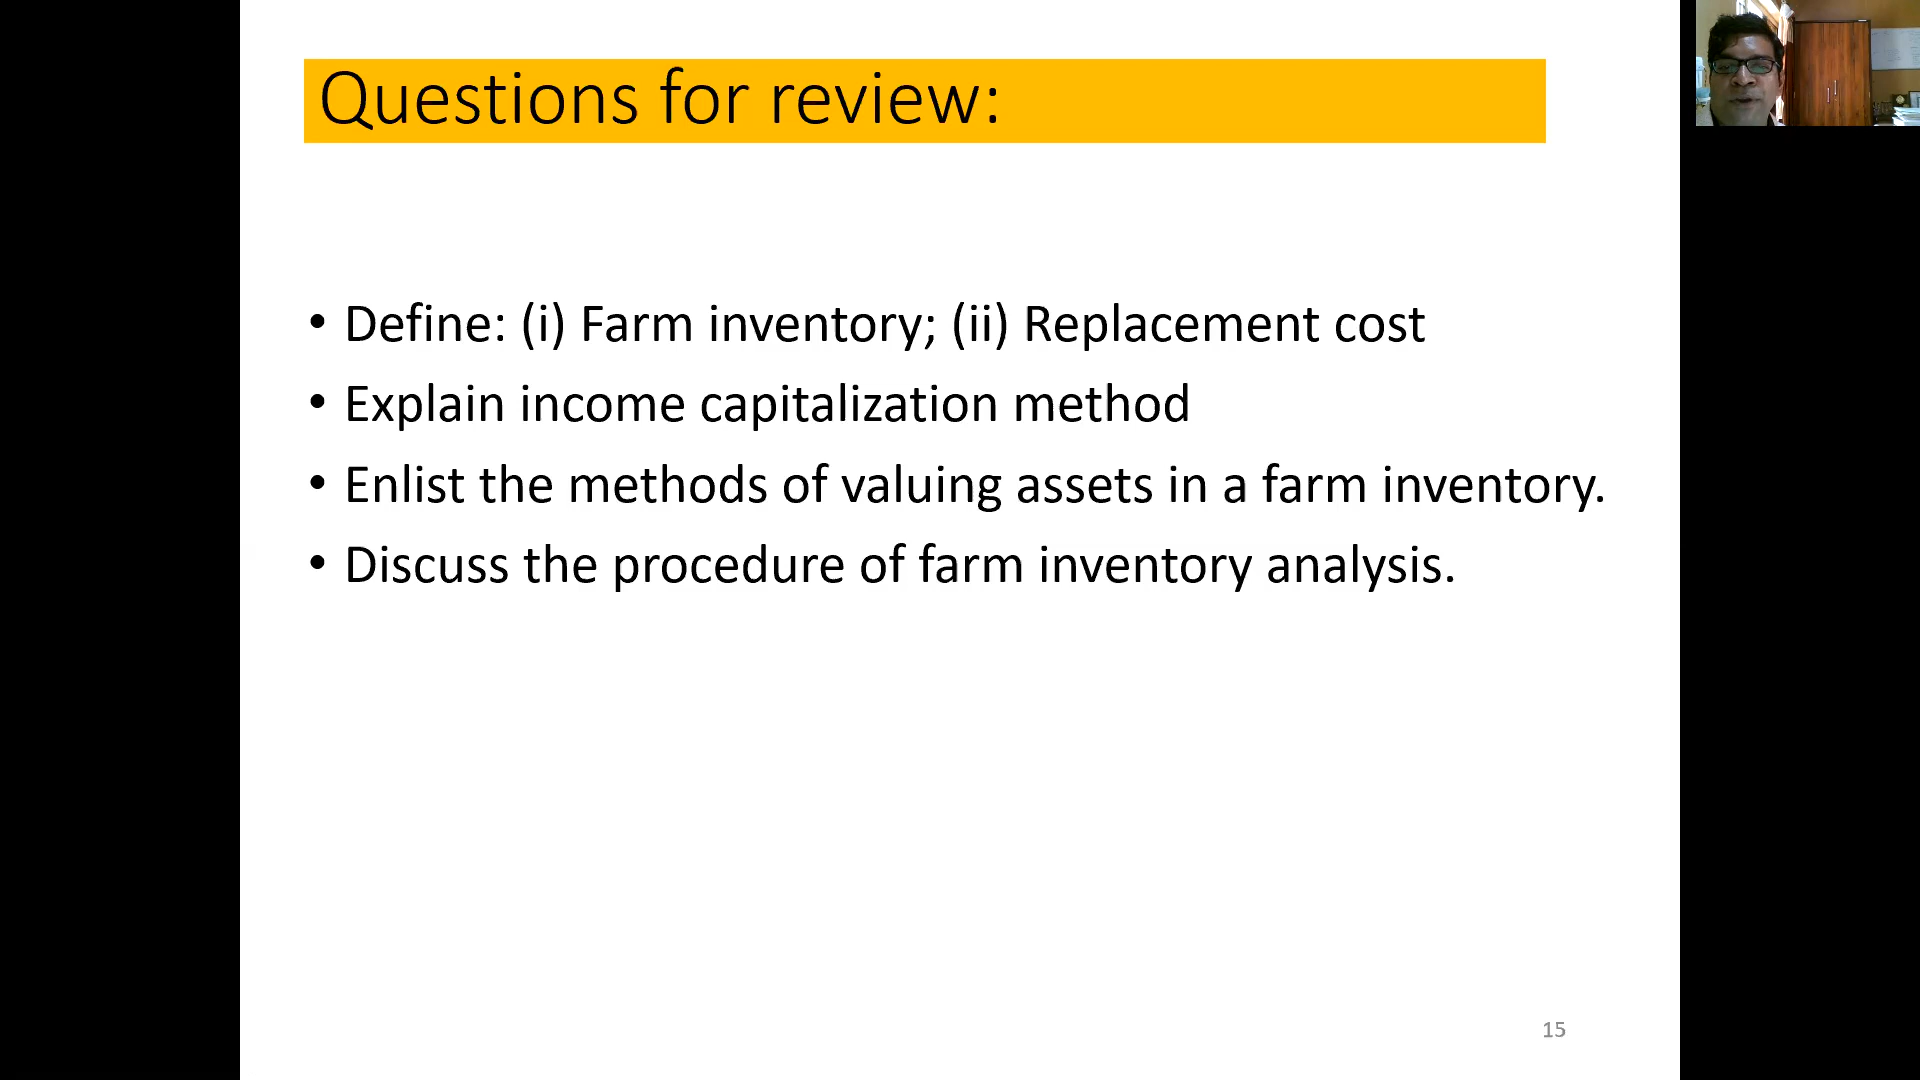 Questions for review:
• Define: (i) Farm inventory; (ii) Replacement cost
• Explain income capitalization method
• Enlist the methods of valuing assets in a farm inventory.
• Discuss the procedure of farm inventory analysis.
15